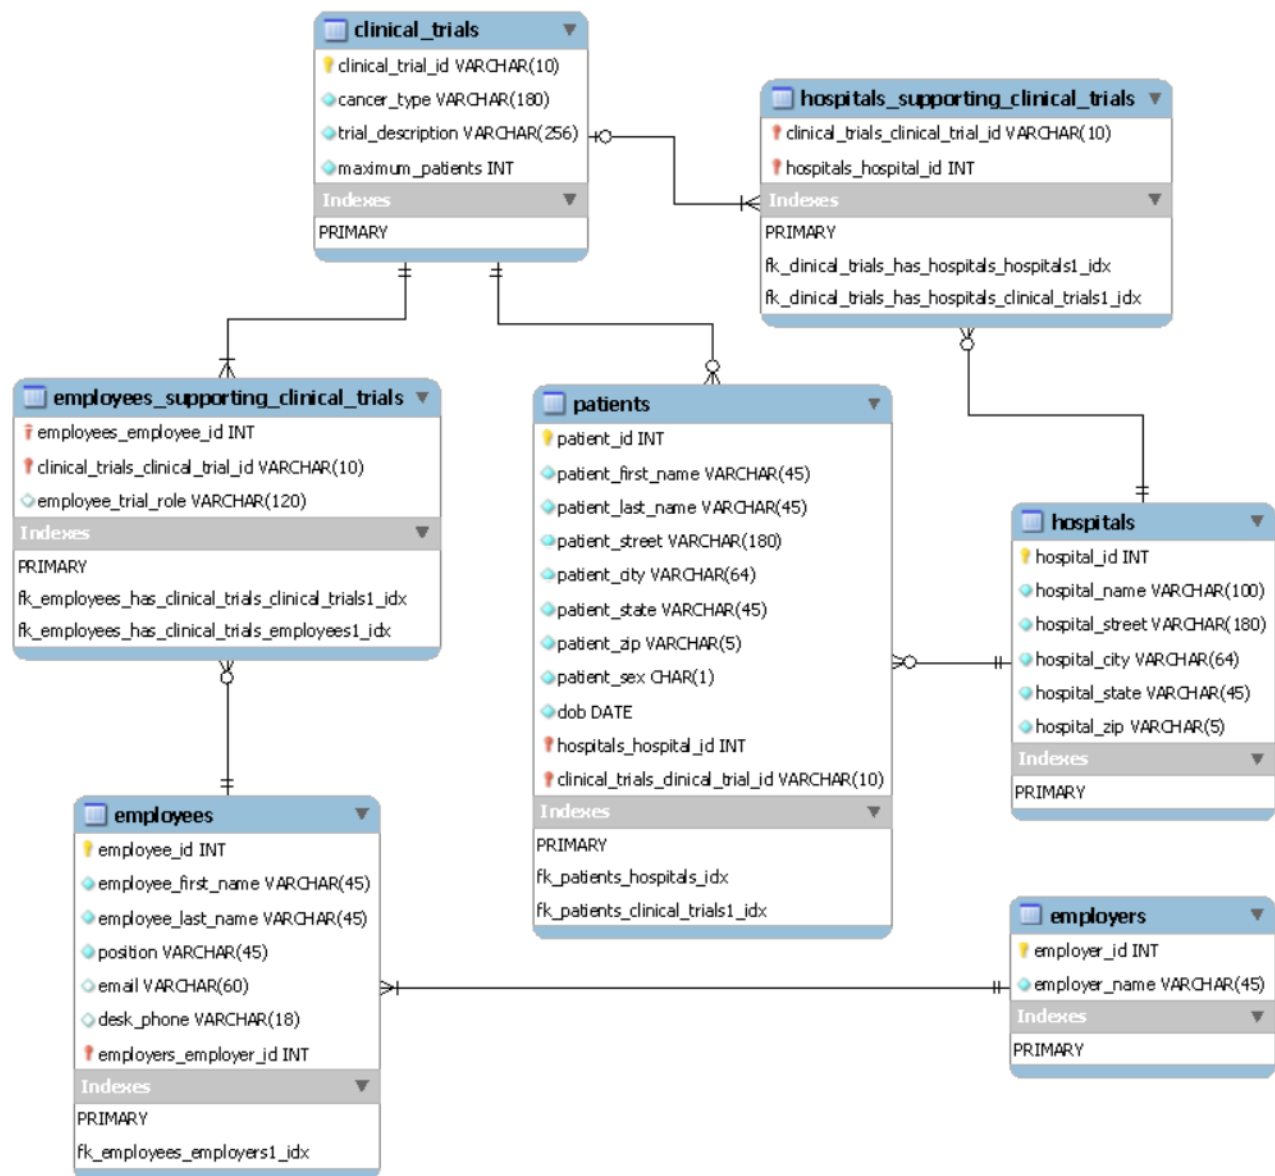 clinical_trials
clinical_trial_id VARCHAR(10)
cancer_type VARCHAR(180)
trial_description VARCHAR(256)
maximum_patients INT
Indexes
PRIMARY
hospitals_supporting_clinical_trials
clinical_trials_clinical_trial_id VARCHAR(10)
hospitals_hospital_id INT
Indexes
PRIMARY
fk_clinical_trials_has_hospitals_hospitals1_idx
fk_clinical_trials_has_hospitals_clinical_trials1_idx
employees_supporting_clinical_trials
employees_employee_id INT
clinical_trials_clinical_trial_id VARCHAR(10)
employee_trial_role VARCHAR(120)
Indexes
PRIMARY
fk_employees_has_clinical_trials_clinical_trials1_idx
fk_employees_has_clinical_trials_employees1_idx
patients
patient_id INT
patient_first_name VARCHAR(45)
patient_last_name VARCHAR(45)
patient_street VARCHAR(180)
patient_city VARCHAR(64)
patient_state VARCHAR(45)
patient_zip VARCHAR(5)
patient_sex CHAR(1)
dob DATE
hospitals_hospital_id INT
clinical_trials_clinical_trial_id VARCHAR(10)
Indexes
PRIMARY
fk_patients_hospitals_idx
fk_patients_clinical_trials1_idx
hospitals
hospital_id INT
hospital_name VARCHAR(100)
hospital_street VARCHAR(180)
hospital_city VARCHAR(64)
hospital_state VARCHAR(45)
hospital_zip VARCHAR(5)
Indexes
PRIMARY
employees
employee_id INT
employee_first_name VARCHAR(45)
employee_last_name VARCHAR(45)
position VARCHAR(45)
email VARCHAR(60)
desk_phone VARCHAR(18)
employers_employer_id INT
Indexes
PRIMARY
fk_employees_employers1_idx
employers
employer_id INT
employer_name VARCHAR(45)
Indexes
PRIMARY